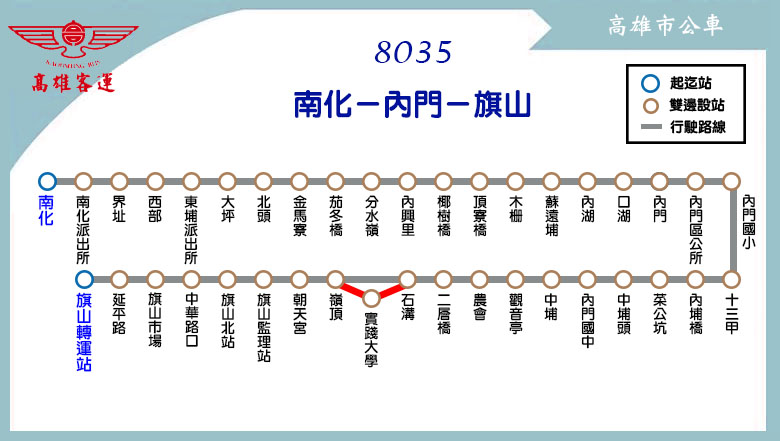 高雄市公車
KAOHSIUNG BUS
高雄客運
8035
南化－內門－旗山
起迄站
雙邊設站
行駛路線
南化
南化派出所
界址
西部
東埔派出所
大坪
北頭
金馬寮
茄冬橋
分水嶺
內興里
椰樹橋
頂寮橋
木柵
蘇遠埔
內湖
口湖
內門
內門區公所
內門國小
旗山轉運站
延平路
旗山市場
中華路口
旗山北站
旗山監理站
朝天宮
嶺頂
實踐大學
石溝
二層橋
農會
觀音亭
中埔
內門國中
中埔頭
菜公坑
內埔橋
十三甲